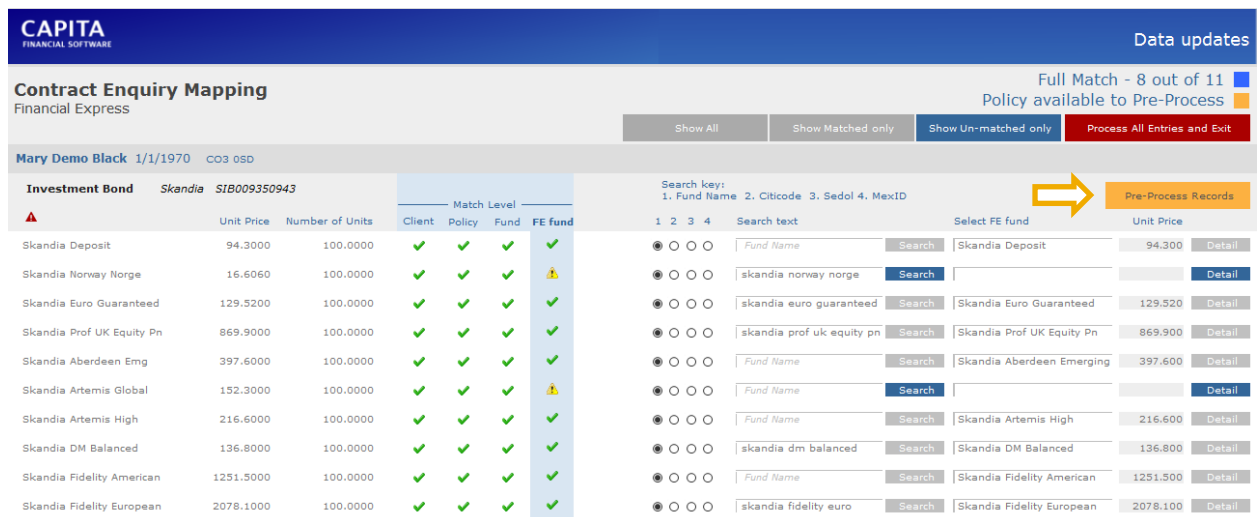 CAPITA
FINANCIAL SOFTWARE
Data updates
Contract Enquiry Mapping
Financial Express
Full Match - 8 out of 11
Policy available to Pre-Process
Show All Show Matched only Show Un-matched only Process All Entries and Exit
Mary Demo Black 1/1/1970 CO3 0SD
Investment Bond Skandia SIB009350943
Match Level
Search key:
1. Fund Name 2. Citicode 3. Sedol 4. MexID
Pre-Process Records
Unit Price Number of Units Client Policy Fund FE fund 1 2 3 4 Search text Select FE fund Unit Price
Skandia Deposit 94.3000 100.0000 Fund Name Search Skandia Deposit 94.300 Detail
Skandia Norway Norge 16.6060 100.0000 skandia norway norge Search Detail
Skandia Euro Guaranteed 129.5200 100.0000 skandia euro guaranteed Search Skandia Euro Guaranteed 129.520 Detail
Skandia Prof UK Equity Pn 869.9000 100.0000 skandia prof uk equity pn Search Skandia Prof UK Equity Pn 869.900 Detail
Skandia Aberdeen Emg 397.6000 100.0000 Fund Name Search Skandia Aberdeen Emerging 397.600 Detail
Skandia Artemis Global 152.3000 100.0000 Fund Name Search Detail
Skandia Artemis High 216.6000 100.0000 Fund Name Search Skandia Artemis High 216.600 Detail
Skandia DM Balanced 136.8000 100.0000 skandia dm balanced Search Skandia DM Balanced 136.800 Detail
Skandia Fidelity American 1251.5000 100.0000 Fund Name Search Skandia Fidelity American 1251.500 Detail
Skandia Fidelity European 2078.1000 100.0000 skandia fidelity euro Search Skandia Fidelity European 2078.100 Detail